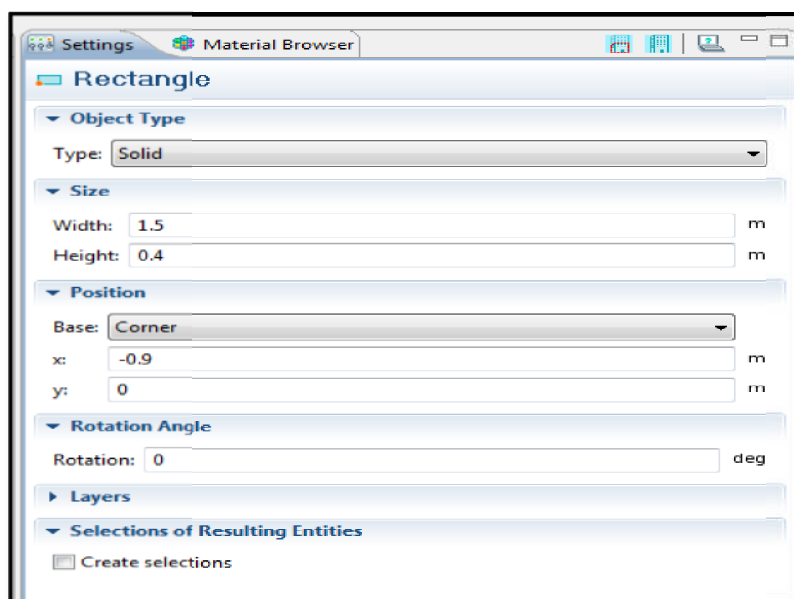 Settings Material Browser
Rectangle
Object Type
Type: Solid
Size
Width: 1.5 m
Height: 0.4 m
Position
Base: Corner
x: -0.9 m
y: 0 m
Rotation Angle
Rotation: 0 deg
Layers
Selections of Resulting Entities
Create selections